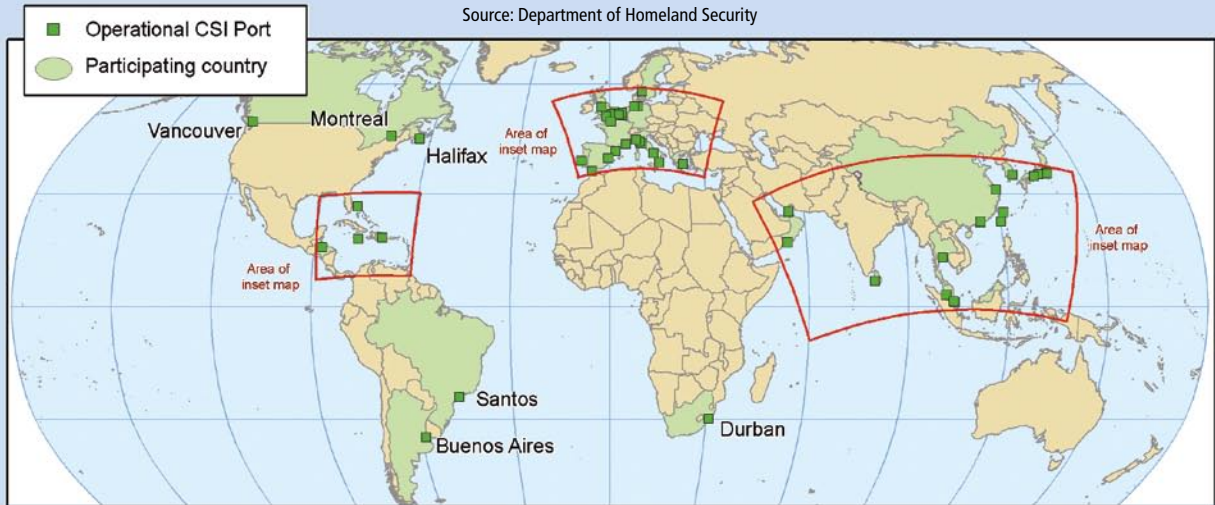 Source: Department of Homeland Security
Operational CSI Port
Participating country
Vancouver
Montreal
Halifax
Area of
inset map
Area of
inset map
Area of
inset map
Santos
Buenos Aires
Durban